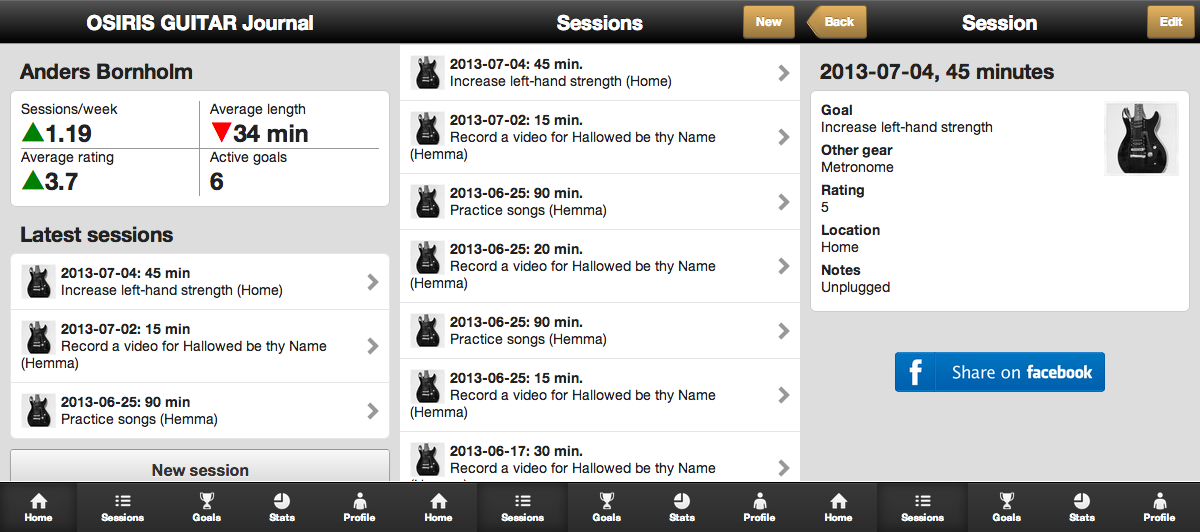 OSIRIS GUITAR Journal
Anders Bornholm
Sessions/week
1.19
Average length
34 min
Average rating
3.7
Active goals
6
Latest sessions
2013-07-04: 45 min
Increase left-hand strength (Home)
2013-07-02: 15 min
Record a video for Hallowed be thy Name
(Hemma)
2013-06-25: 90 min
Practice songs (Hemma)
New session
Home Sessions Goals Stats Profile
Sessions New
2013-07-04: 45 min.
Increase left-hand strength (Home)
2013-07-02: 15 min.
Record a video for Hallowed be thy Name
(Hemma)
2013-06-25: 90 min.
Practice songs (Hemma)
2013-06-25: 20 min.
Record a video for Hallowed be thy Name
(Hemma)
2013-06-25: 90 min.
Practice songs (Hemma)
2013-06-25: 15 min.
Record a video for Hallowed be thy Name
(Hemma)
2013-06-17: 30 min.
Record a video for Hallowed be thy Name
Home Sessions Goals Stats Profile
Back Session Edit
2013-07-04, 45 minutes
Goal
Increase left-hand strength
Other gear
Metronome
Rating
5
Location
Home
Notes
Unplugged
f Share on facebook
Home Sessions Goals Stats Profile